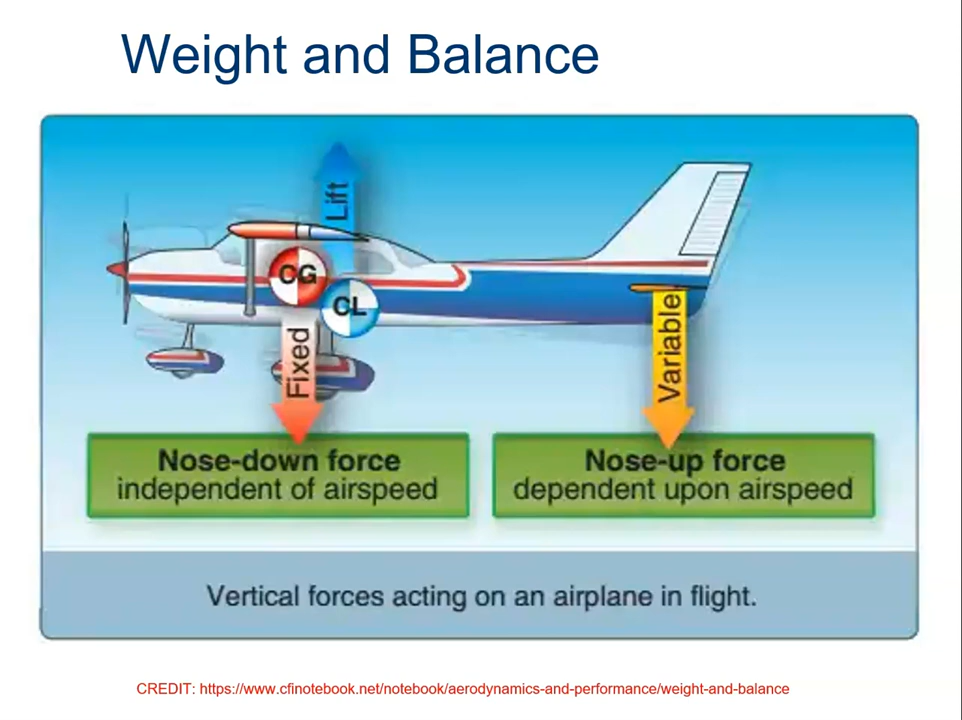 Weight and Balance
Lift
CG
CL
Fixed
Variable
Nose-down force
independent of airspeed
Nose-up force
dependent upon airspeed
Vertical forces acting on an airplane in flight.
CREDIT: https://www.cfinotebook.net/notebook/aerodynamics-and-performance/weight-and-balance